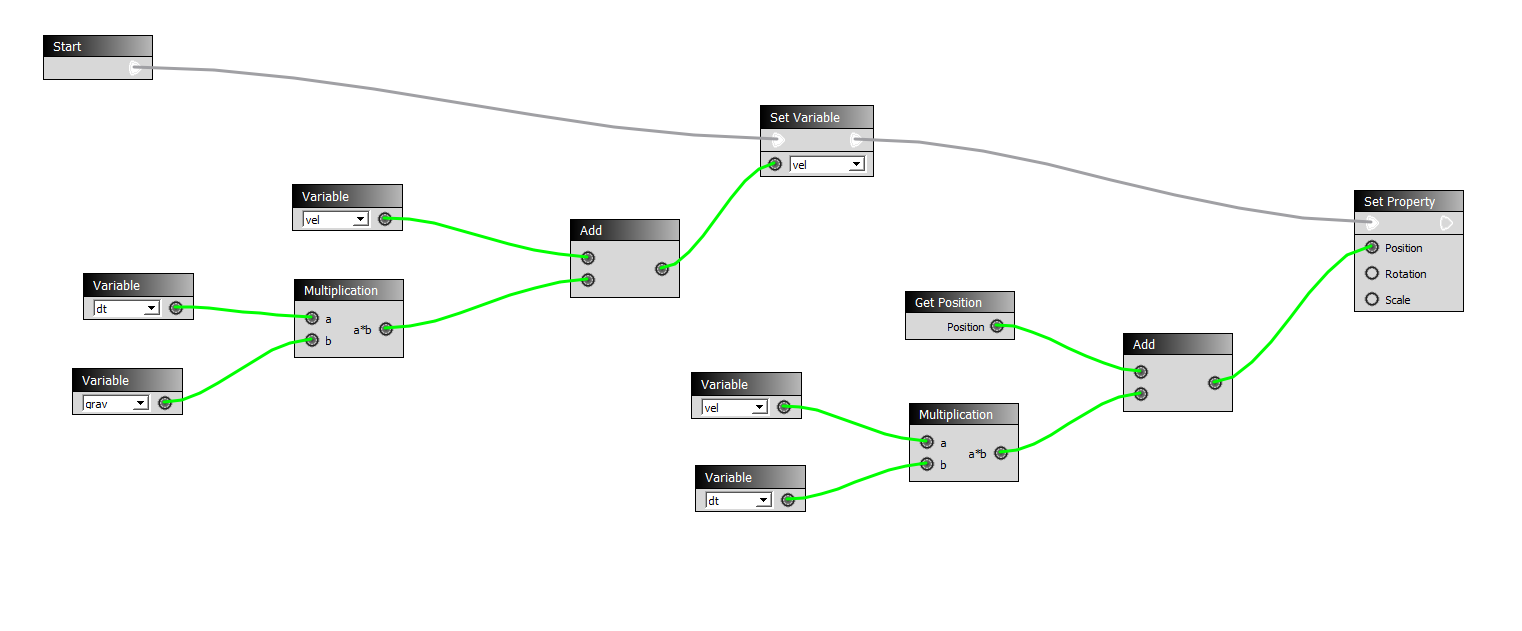 Start
Set Variable
vel
Variable
vel
Add
Variable
dt
Multiplication
a
a*b
b
Variable
grav
Set Property
Position
Rotation
Scale
Get Position
Position
Add
Variable
vel
Multiplication
a
a*b
b
Variable
dt